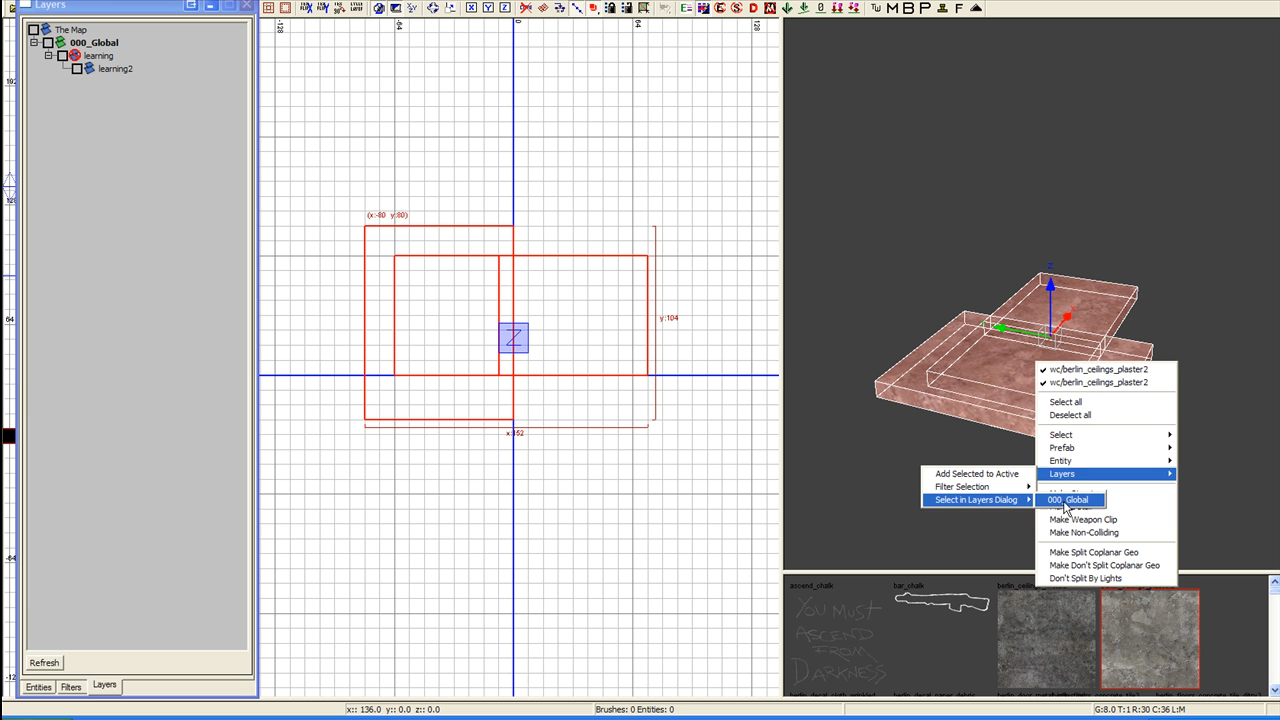 Layers
The Map
000_Global
learning
learning2
Refresh
Entities
Filters
Layers
-128
-64
0
64
128
(x:-80 y:80)
y:104
x:152
Z
Z
M B P
F
wc/berlin_ceilings_plaster2
wc/berlin_ceilings_plaster2
Select all
Deselect all
Select
Prefab
Entity
Layers
Add Selected to Active
Filter Selection
Select in Layers Dialog
000_Global
Make Weapon Clip
Make Non-Colliding
Make Split Coplanar Geo
Make Don't Split Coplanar Geo
Don't Split By Lights
ascend_chalk
bar_chalk
YOU MUST
ASCEND
FROM
DARKNESS
x:: 136.0 y:: 0.0 z:: 0.0
Brushes: 0 Entities: 0
G:8.0 T:1 R:30 C:36 L:M